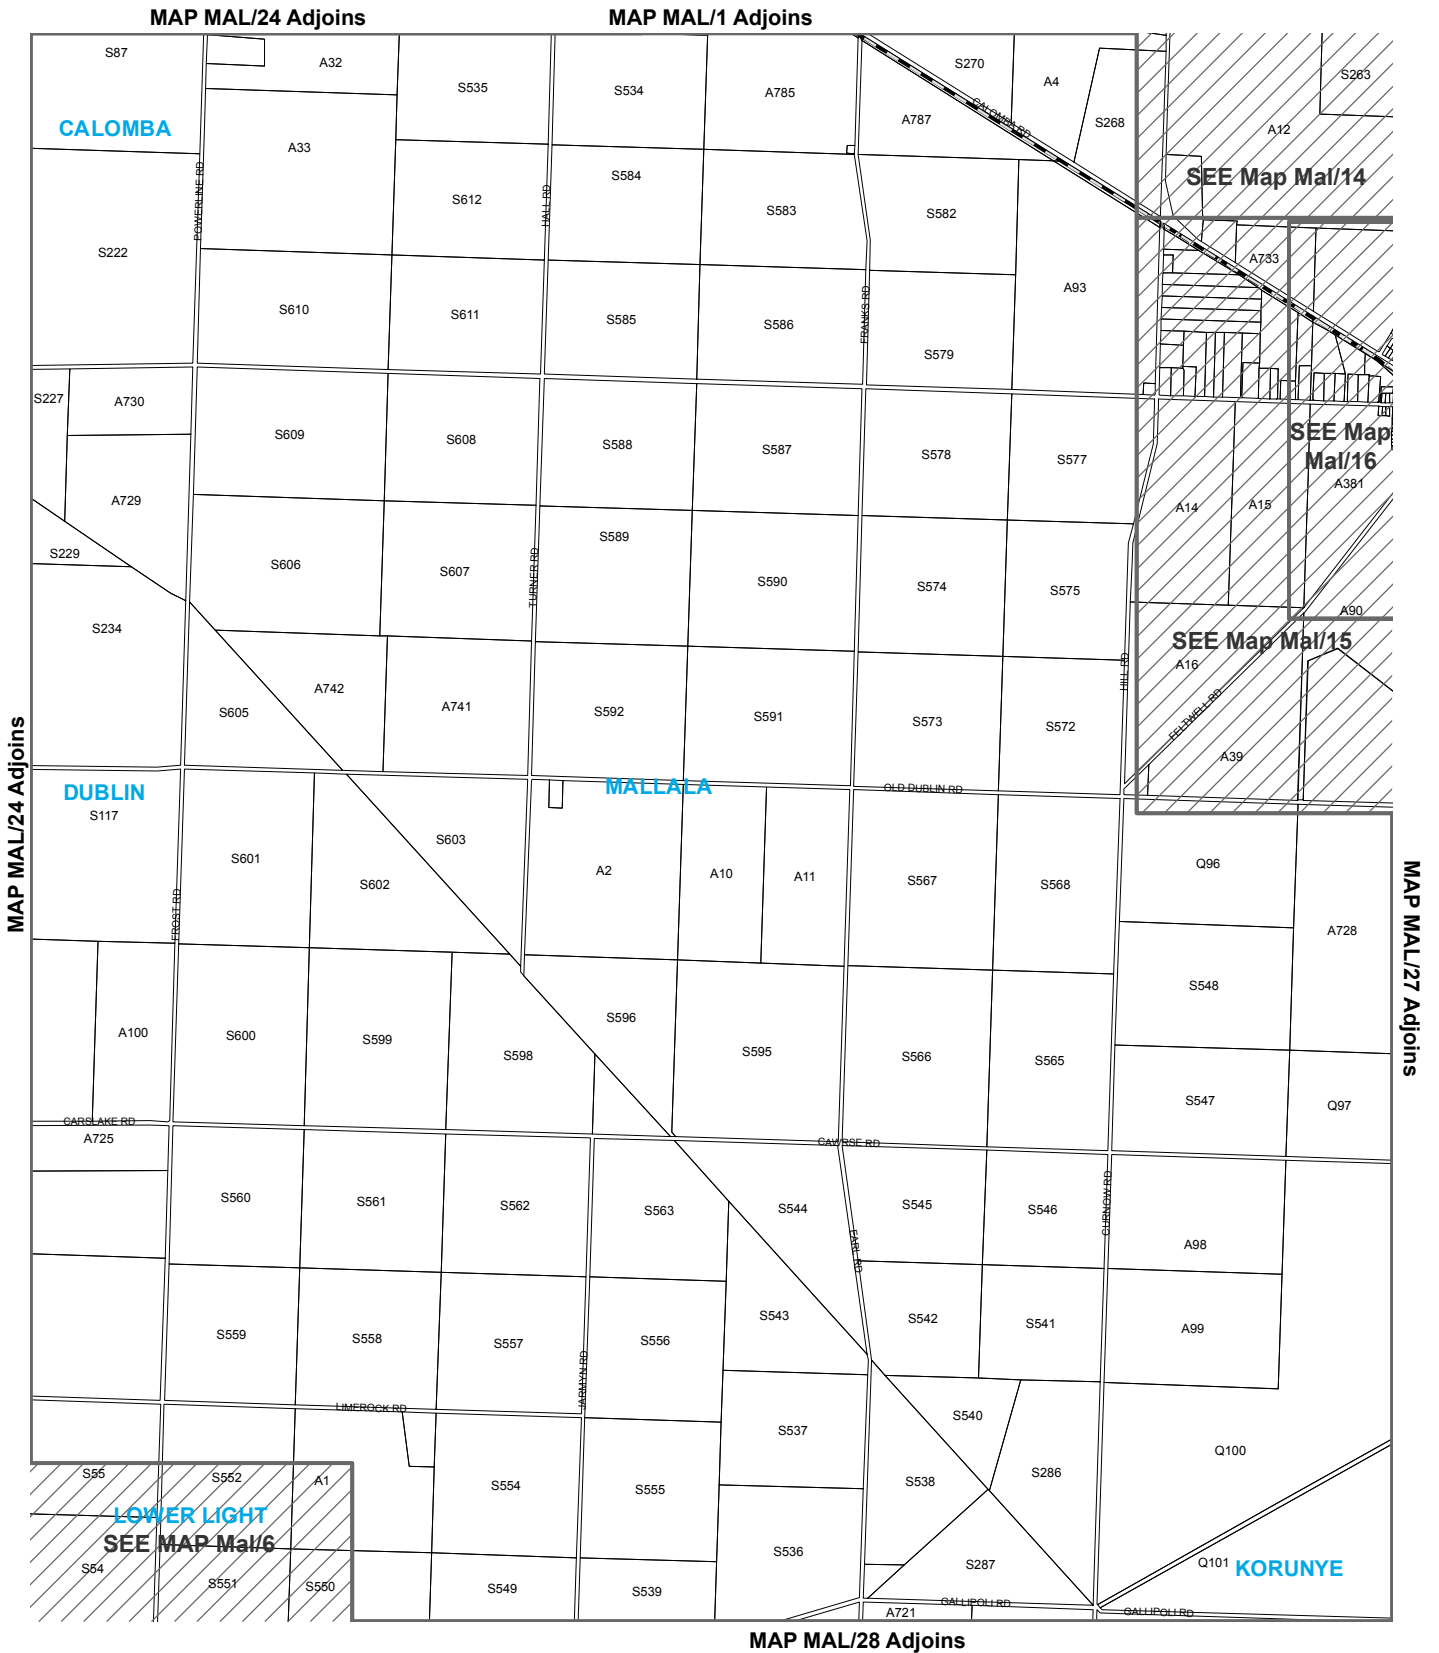 MAP MAL/24 Adjoins
MAP MAL/1 Adjoins
S87
A32
S535
S534
A785
S270
A4
S263
CALOMBA RD
A787
S268
A12
CALOMBA
A33
SEE Map Mal/14
POWERLINE RD
HALL RD
S584
S612
S583
S582
S222
A733
A93
S610
S611
S585
S586
FRANKS RD
S579
S227
A730
S609
S608
S588
S587
S578
S577
SEE Map
Mal/16
A381
A729
A14
A15
S229
S589
S606
S607
TURNER RD
S590
S574
S575
A90
S234
SEE Map Mal/15
A16
HILL RD
A742
A741
S605
S592
S591
S573
S572
FELTWELL RD
A39
MAP MAL/24 Adjoins
DUBLIN
S117
MALLALA
OLD DUBLIN RD
S603
S601
S602
A2
A10
A11
S567
S568
Q96
FROST RD
A728
MAP MAL/27 Adjoins
S548
A100
S600
S599
S598
S596
S595
S566
S565
S547
Q97
CARSLAKE RD
A725
CAWRSE RD
S560
S561
S562
S563
S544
S545
S546
CURNOW RD
EARL RD
A98
S559
S558
S557
S556
S543
S542
S541
A99
JARMYN RD
LIMEROCK RD
S540
S537
Q100
S55
S552
A1
S554
S555
S538
S286
LOWER LIGHT
SEE MAP Mal/6
S536
S54
S551
S550
S549
S539
S287
Q101
KORUNYE
GALLIPOLI RD
A721
GALLIPOLI RD
MAP MAL/28 Adjoins